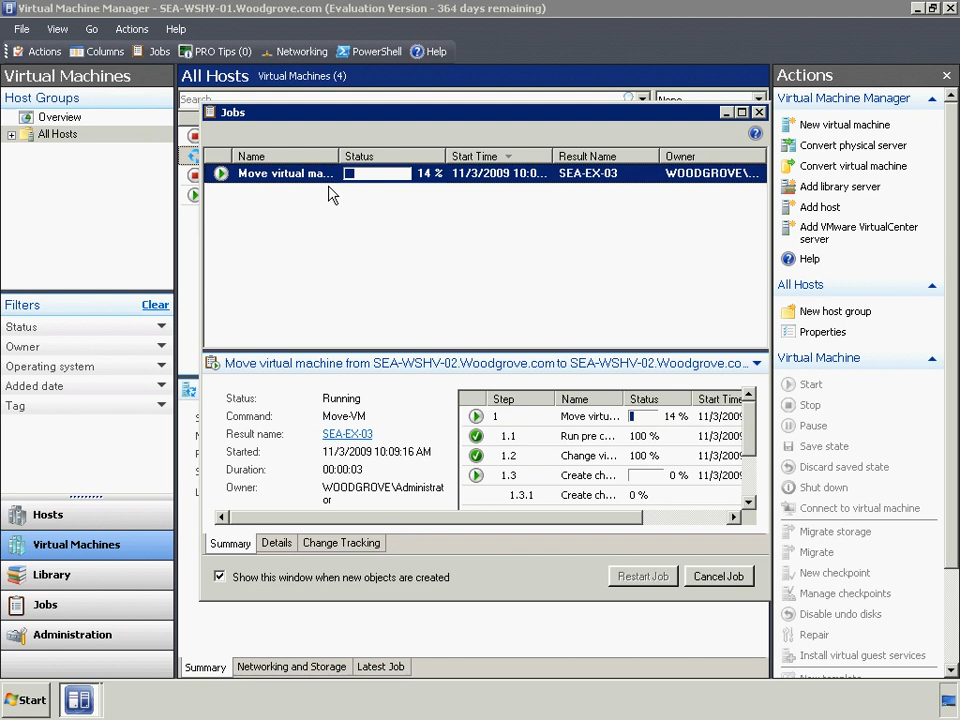 Virtual Machine Manager - SEA-WSHV-01.Woodgrove.com (Evaluation Version - 364 days remaining)
File View Go Actions Help
Actions Columns Jobs PRO Tips (0) Networking PowerShell Help
Virtual Machines
Host Groups
Overview
All Hosts
Filters Clear
Status
Owner
Operating system
Added date
Tag
Hosts
Virtual Machines
Library
Jobs
Administration
All Hosts Virtual Machines (4)
Search
None
Jobs
Name Status Start Time Result Name Owner
Move virtual ma... 14 % 11/3/2009 10:0... SEA-EX-03 WOODGROVE\...
Move virtual machine from SEA-WSHV-02.Woodgrove.com to SEA-WSHV-02.Woodgrove.co...
Status: Running
Command: Move-VM
Result name: SEA-EX-03
Started: 11/3/2009 10:09:16 AM
Duration: 00:00:03
Owner: WOODGROVE\Administrat
or
Step Name Status Start Time
1 Move virtu... 14 % 11/3/2009
1.1 Run pre c... 100 % 11/3/2009
1.2 Change vi... 100 % 11/3/2009
1.3 Create ch... 0 % 11/3/2009
1.3.1 Create ch... 0 %
Summary Details Change Tracking
Show this window when new objects are created
Restart Job Cancel Job
Summary Networking and Storage Latest Job
Actions
Virtual Machine Manager
New virtual machine
Convert physical server
Convert virtual machine
Add library server
Add host
Add VMware VirtualCenter
server
Help
All Hosts
New host group
Properties
Virtual Machine
Start
Stop
Pause
Save state
Discard saved state
Shut down
Connect to virtual machine
Migrate storage
Migrate
New checkpoint
Manage checkpoints
Disable undo disks
Repair
Install virtual guest services
New template
Start